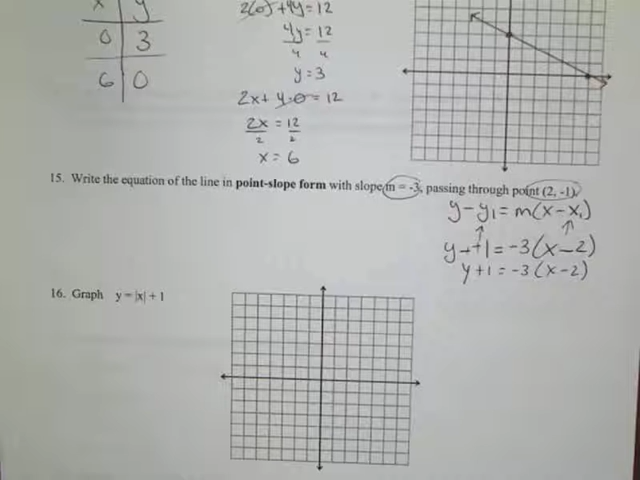 x y
0 3
6 0
2(0)+4y=12
4y = 12
4 4
y = 3
2x+4·0=12
2x = 12
2 2
x = 6
15. Write the equation of the line in point-slope form with slope m = -3, passing through point (2, -1).
y-y₁=m(x-x₁)
y-+1=-3(x-2)
y+1=-3(x-2)
16. Graph y = |x| + 1